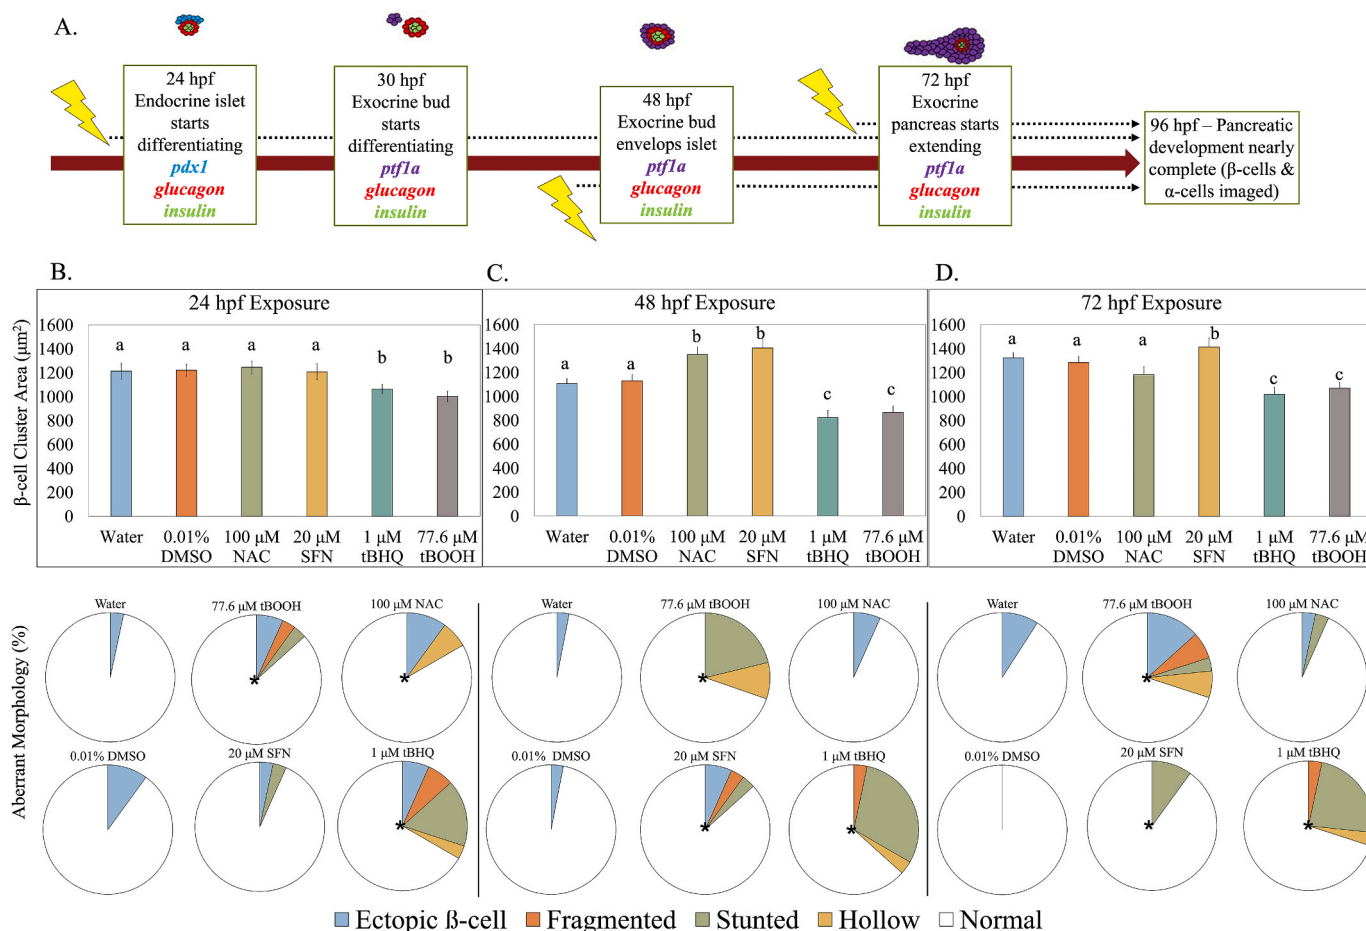 A.
24 hpf
Endocrine islet
starts
differentiating
pdx1
glucagon
insulin
30 hpf
Exocrine bud
starts
differentiating
ptf1a
glucagon
insulin
48 hpf
Exocrine bud
envelops islet
ptf1a
glucagon
insulin
72 hpf
Exocrine
pancreas starts
extending
ptf1a
glucagon
insulin
96 hpf – Pancreatic
development nearly
complete (β-cells &
α-cells imaged)
B.
24 hpf Exposure
β-cell Cluster Area (μm²)
1600
1400
1200
1000
800
600
400
200
0
a
a
a
a
b
b
Water
0.01%
DMSO
100 μM
NAC
20 μM
SFN
1 μM
tBHQ
77.6 μM
tBOOH
C.
48 hpf Exposure
1600
1400
1200
1000
800
600
400
200
0
a
a
b
b
c
c
Water
0.01%
DMSO
100 μM
NAC
20 μM
SFN
1 μM
tBHQ
77.6 μM
tBOOH
D.
72 hpf Exposure
1600
1400
1200
1000
800
600
400
200
0
a
a
a
b
c
c
Water
0.01%
DMSO
100 μM
NAC
20 μM
SFN
1 μM
tBHQ
77.6 μM
tBOOH
Aberrant Morphology (%)
Water
77.6 μM tBOOH
*
100 μM NAC
*
0.01% DMSO
20 μM SFN
1 μM tBHQ
*
Water
77.6 μM tBOOH
*
100 μM NAC
0.01% DMSO
20 μM SFN
*
1 μM tBHQ
*
Water
77.6 μM tBOOH
*
100 μM NAC
0.01% DMSO
20 μM SFN
*
1 μM tBHQ
*
Ectopic ß-cell
Fragmented
Stunted
Hollow
Normal